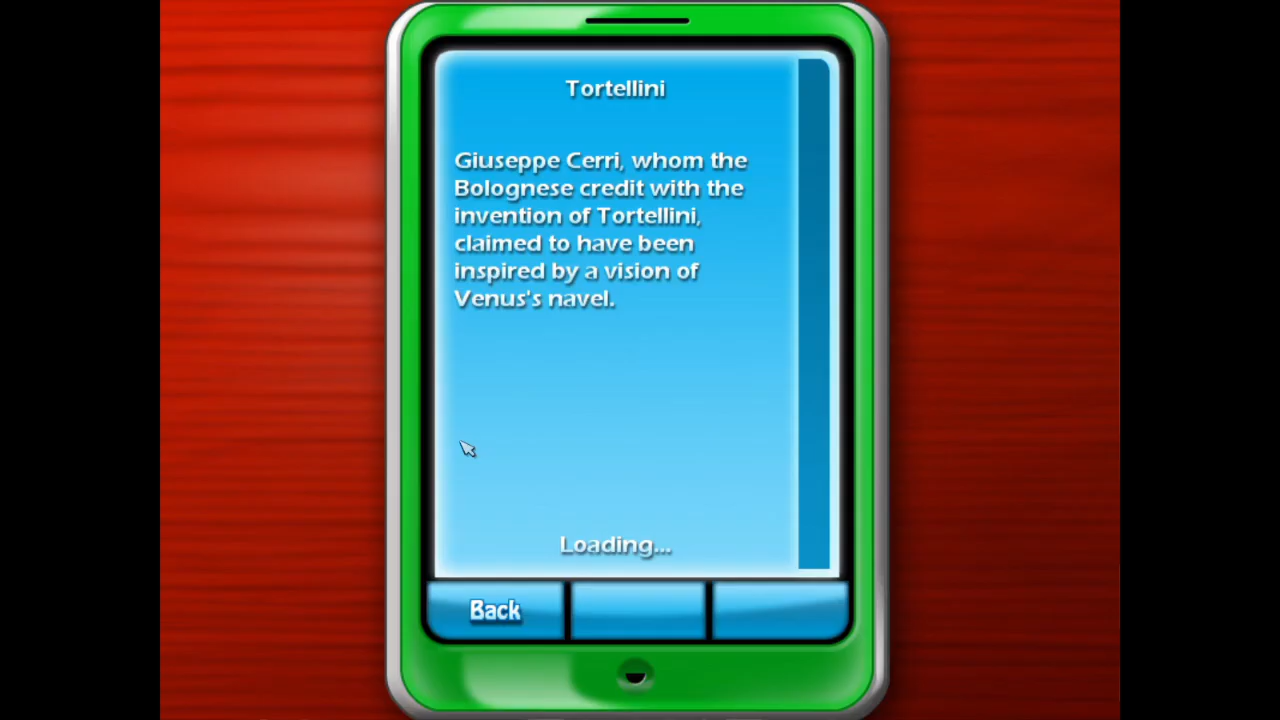 Tortellini
Giuseppe Cerri, whom the
Bolognese credit with the
invention of Tortellini,
claimed to have been
inspired by a vision of
Venus's navel.
Loading...
Back